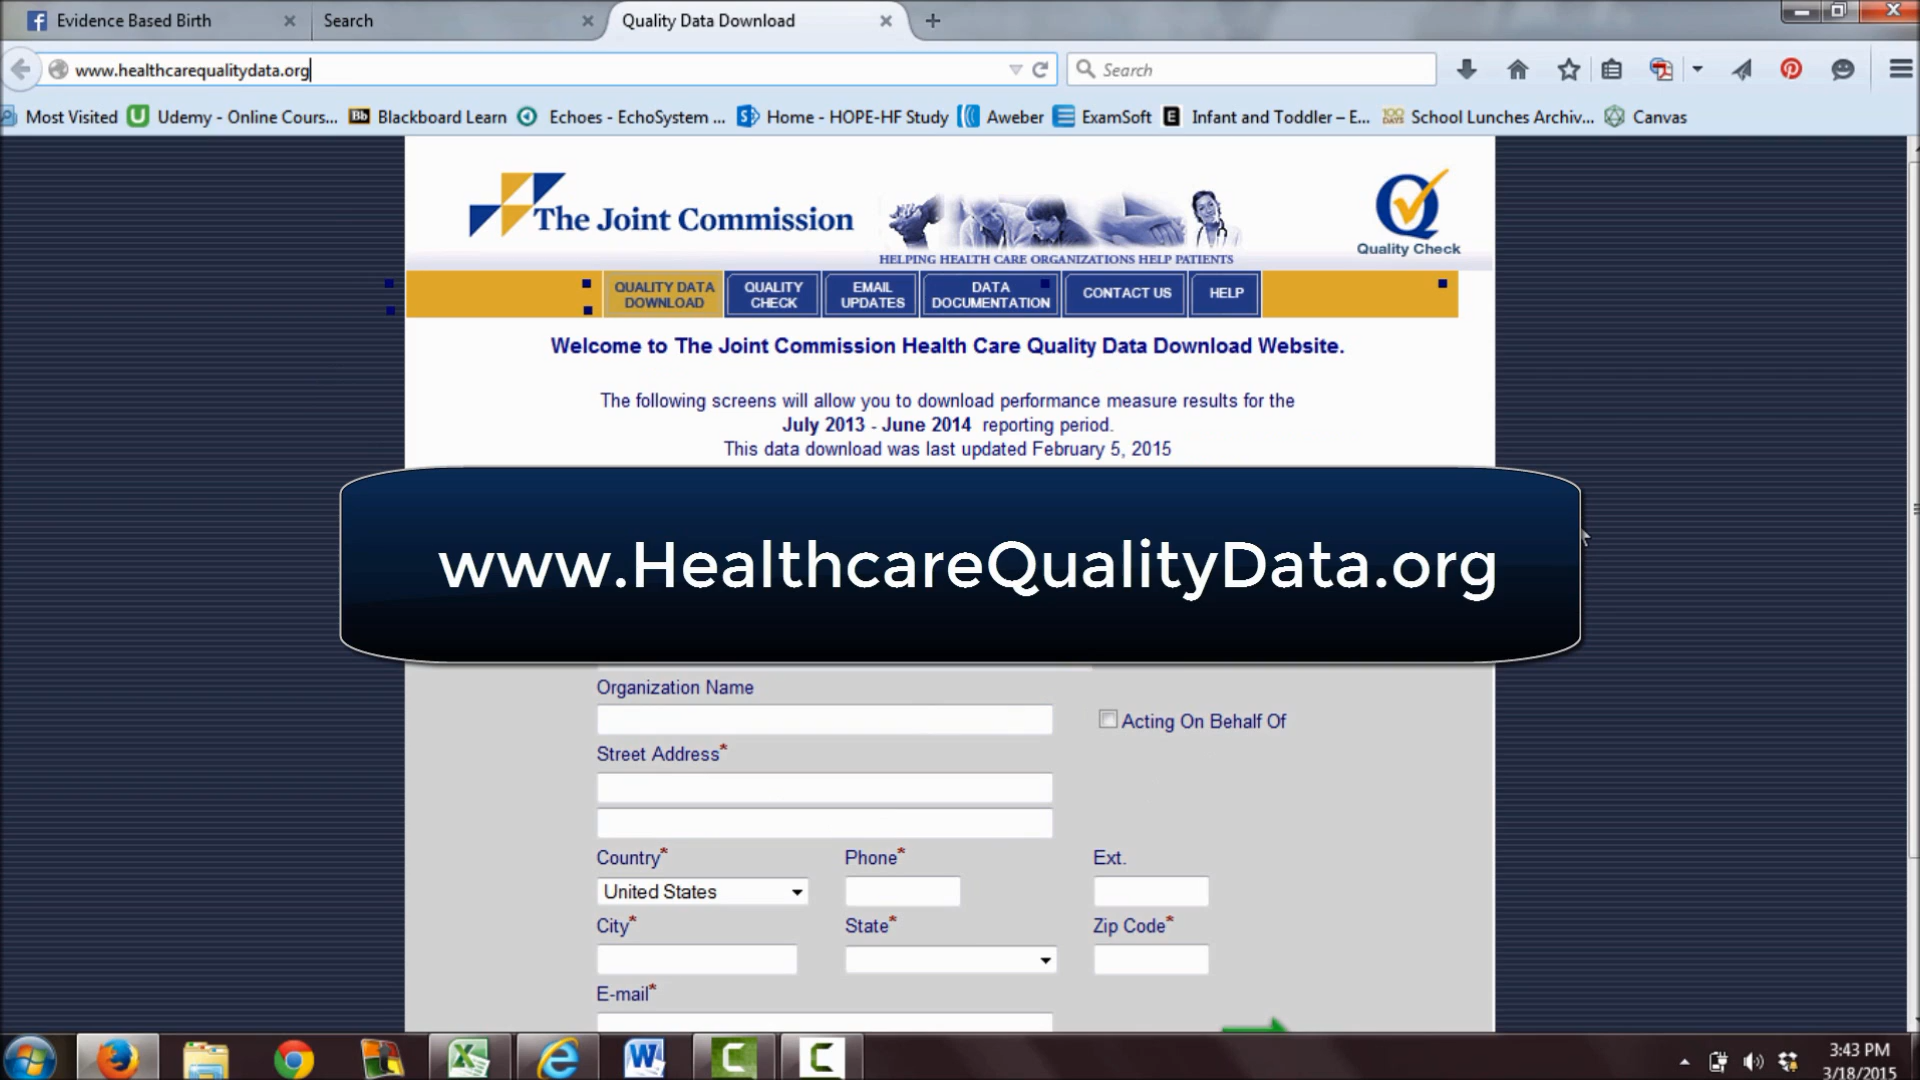 Evidence Based Birth
Search
Quality Data Download
www.healthcarequalitydata.org
Search
Most Visited
Udemy - Online Cours...
Bb Blackboard Learn
Echoes - EchoSystem ...
Home - HOPE-HF Study
Aweber
ExamSoft
E Infant and Toddler – E...
School Lunches Archiv...
Canvas
The Joint Commission
HELPING HEALTH CARE ORGANIZATIONS HELP PATIENTS
Quality Check
QUALITY DATA DOWNLOAD
QUALITY CHECK
EMAIL UPDATES
DATA DOCUMENTATION
CONTACT US
HELP
Welcome to The Joint Commission Health Care Quality Data Download Website.
The following screens will allow you to download performance measure results for the
July 2013 - June 2014 reporting period.
This data download was last updated February 5, 2015
www.HealthcareQualityData.org
Organization Name
Acting On Behalf Of
Street Address*
Country*
Phone*
Ext.
United States
City*
State*
Zip Code*
E-mail*
3:43 PM
3/18/2015